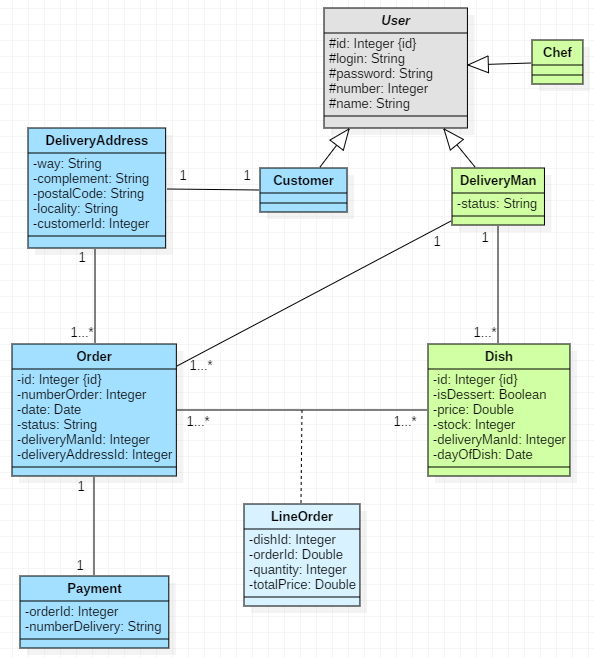 User
#id: Integer {id}
#login: String
#password: String
#number: Integer
#name: String
Chef
DeliveryAddress
-way: String
-complement: String
-postalCode: String
-locality: String
-customerId: Integer
1
1
Customer
DeliveryMan
-status: String
1
1
1
1...*
1...*
1...*
Order
-id: Integer {id}
-numberOrder: Integer
-date: Date
-status: String
-deliveryManId: Integer
-deliveryAddressId: Integer
Dish
-id: Integer {id}
-isDessert: Boolean
-price: Double
-stock: Integer
-deliveryManId: Integer
-dayOfDish: Date
1...*
1...*
1
LineOrder
-dishId: Integer
-orderId: Double
-quantity: Integer
-totalPrice: Double
1
Payment
-orderId: Integer
-numberDelivery: String